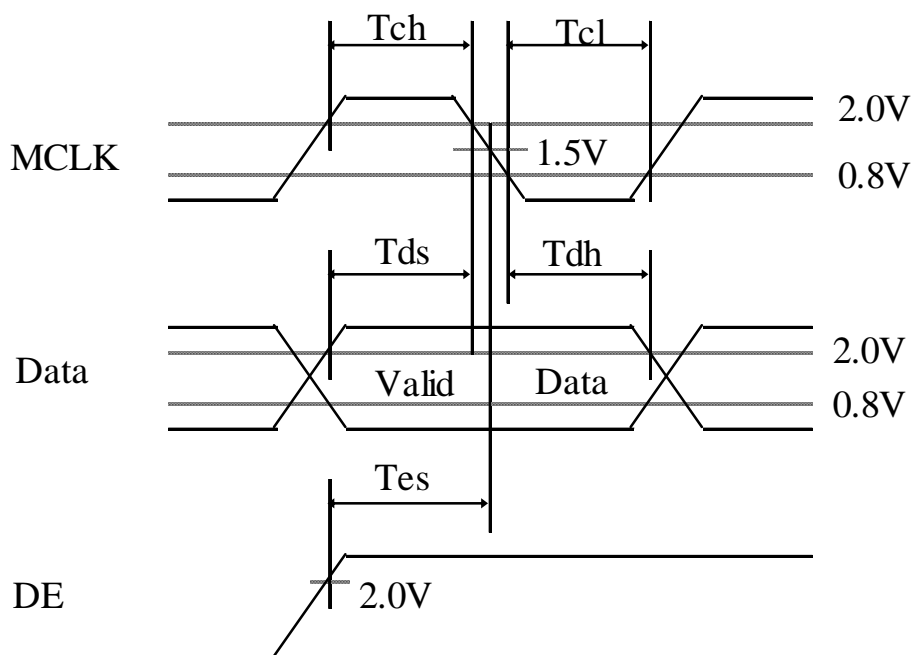 Tch Tcl
2.0V
MCLK 1.5V
0.8V
Tds Tdh
2.0V
Data Valid Data
0.8V
Tes
DE 2.0V